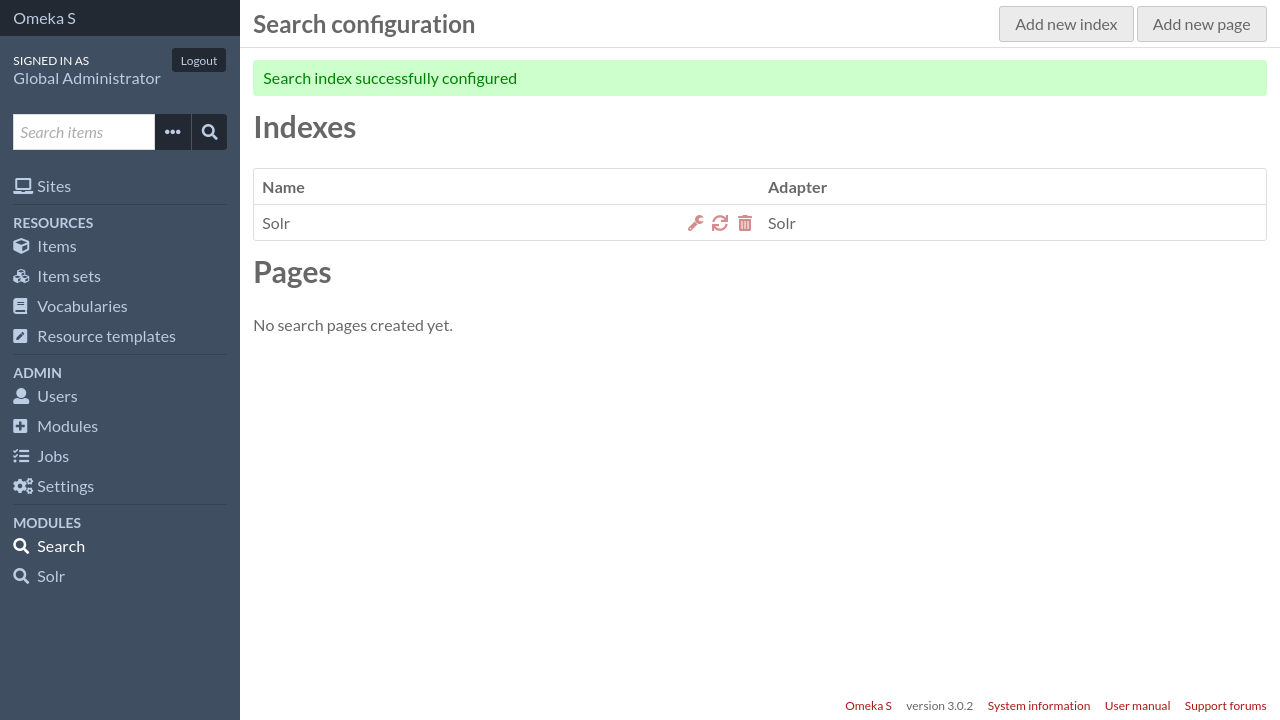 Omeka S
SIGNED IN AS
Global Administrator
Logout
Search items
Sites
RESOURCES
Items
Item sets
Vocabularies
Resource templates
ADMIN
Users
Modules
Jobs
Settings
MODULES
Search
Solr
Search configuration
Add new index
Add new page
Search index successfully configured
Indexes
Name Adapter
Solr Solr
Pages
No search pages created yet.
Omeka S version 3.0.2 System information User manual Support forums